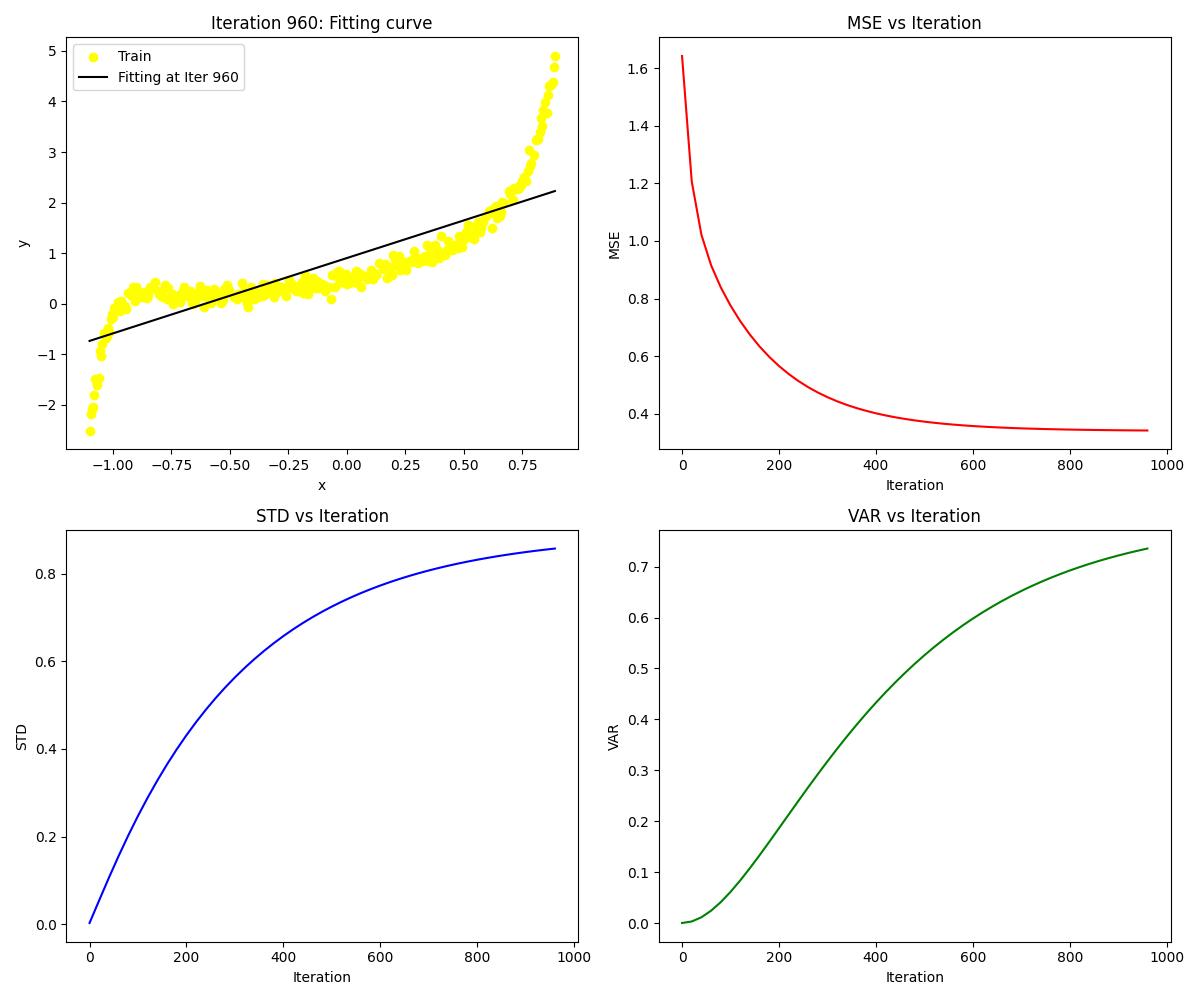 Iteration 960: Fitting curve
Train
Fitting at Iter 960
5
4
3
2
1
0
−1
−2
y
−1.00 −0.75 −0.50 −0.25 0.00 0.25 0.50 0.75
x
MSE vs Iteration
1.6
1.4
1.2
1.0
0.8
0.6
0.4
MSE
0 200 400 600 800 1000
Iteration
STD vs Iteration
0.8
0.6
0.4
0.2
0.0
STD
0 200 400 600 800 1000
Iteration
VAR vs Iteration
0.7
0.6
0.5
0.4
0.3
0.2
0.1
0.0
VAR
0 200 400 600 800 1000
Iteration